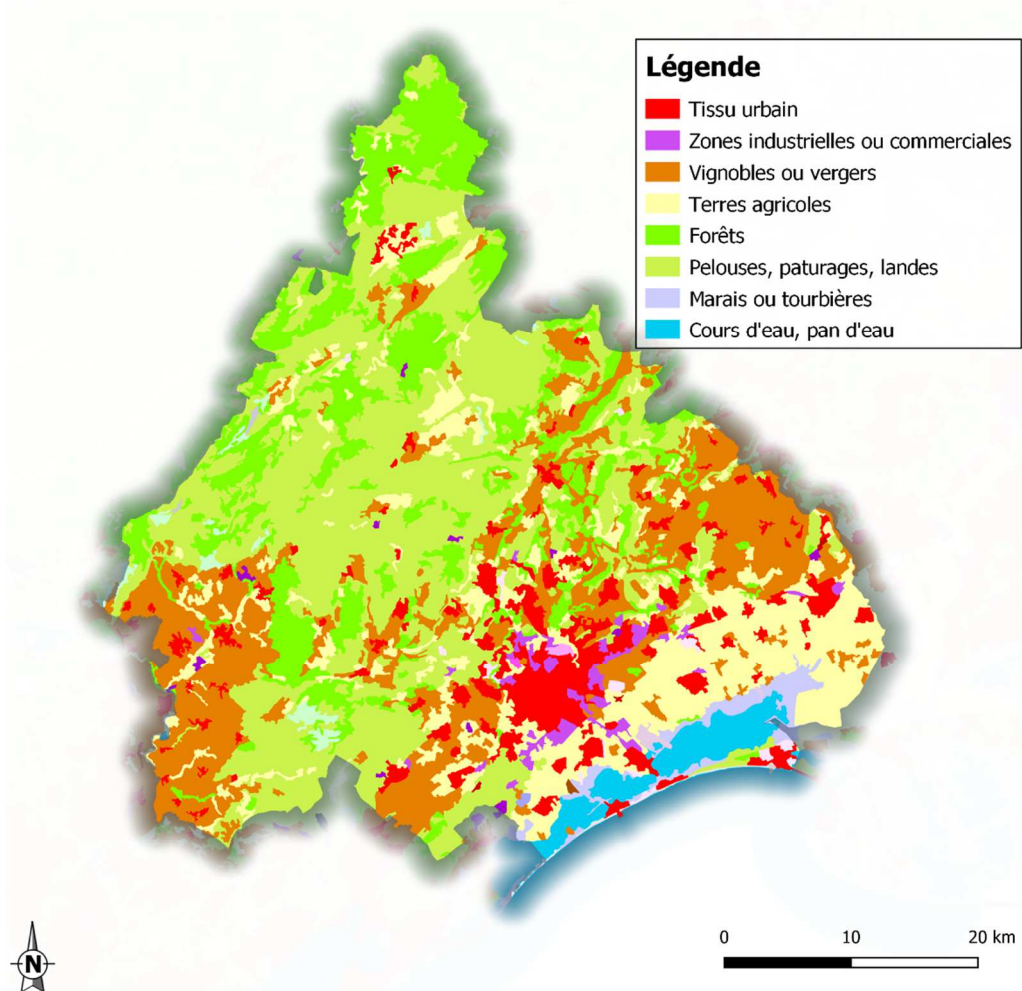 Légende
Tissu urbain
Zones industrielles ou commerciales
Vignobles ou vergers
Terres agricoles
Forêts
Pelouses, paturages, landes
Marais ou tourbières
Cours d'eau, pan d'eau
N
0 10 20 km